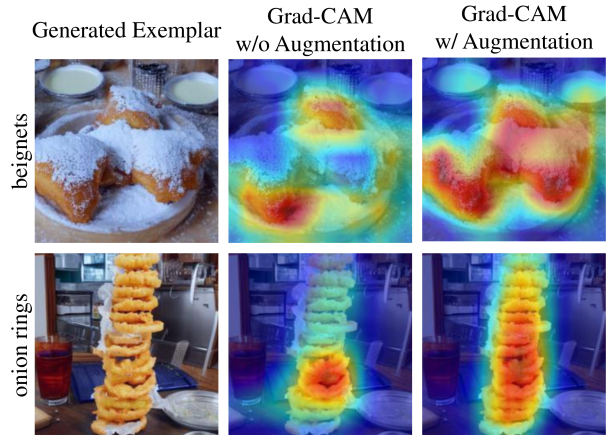 Generated Exemplar
Grad-CAM
w/o Augmentation
Grad-CAM
w/ Augmentation
beignets
onion rings